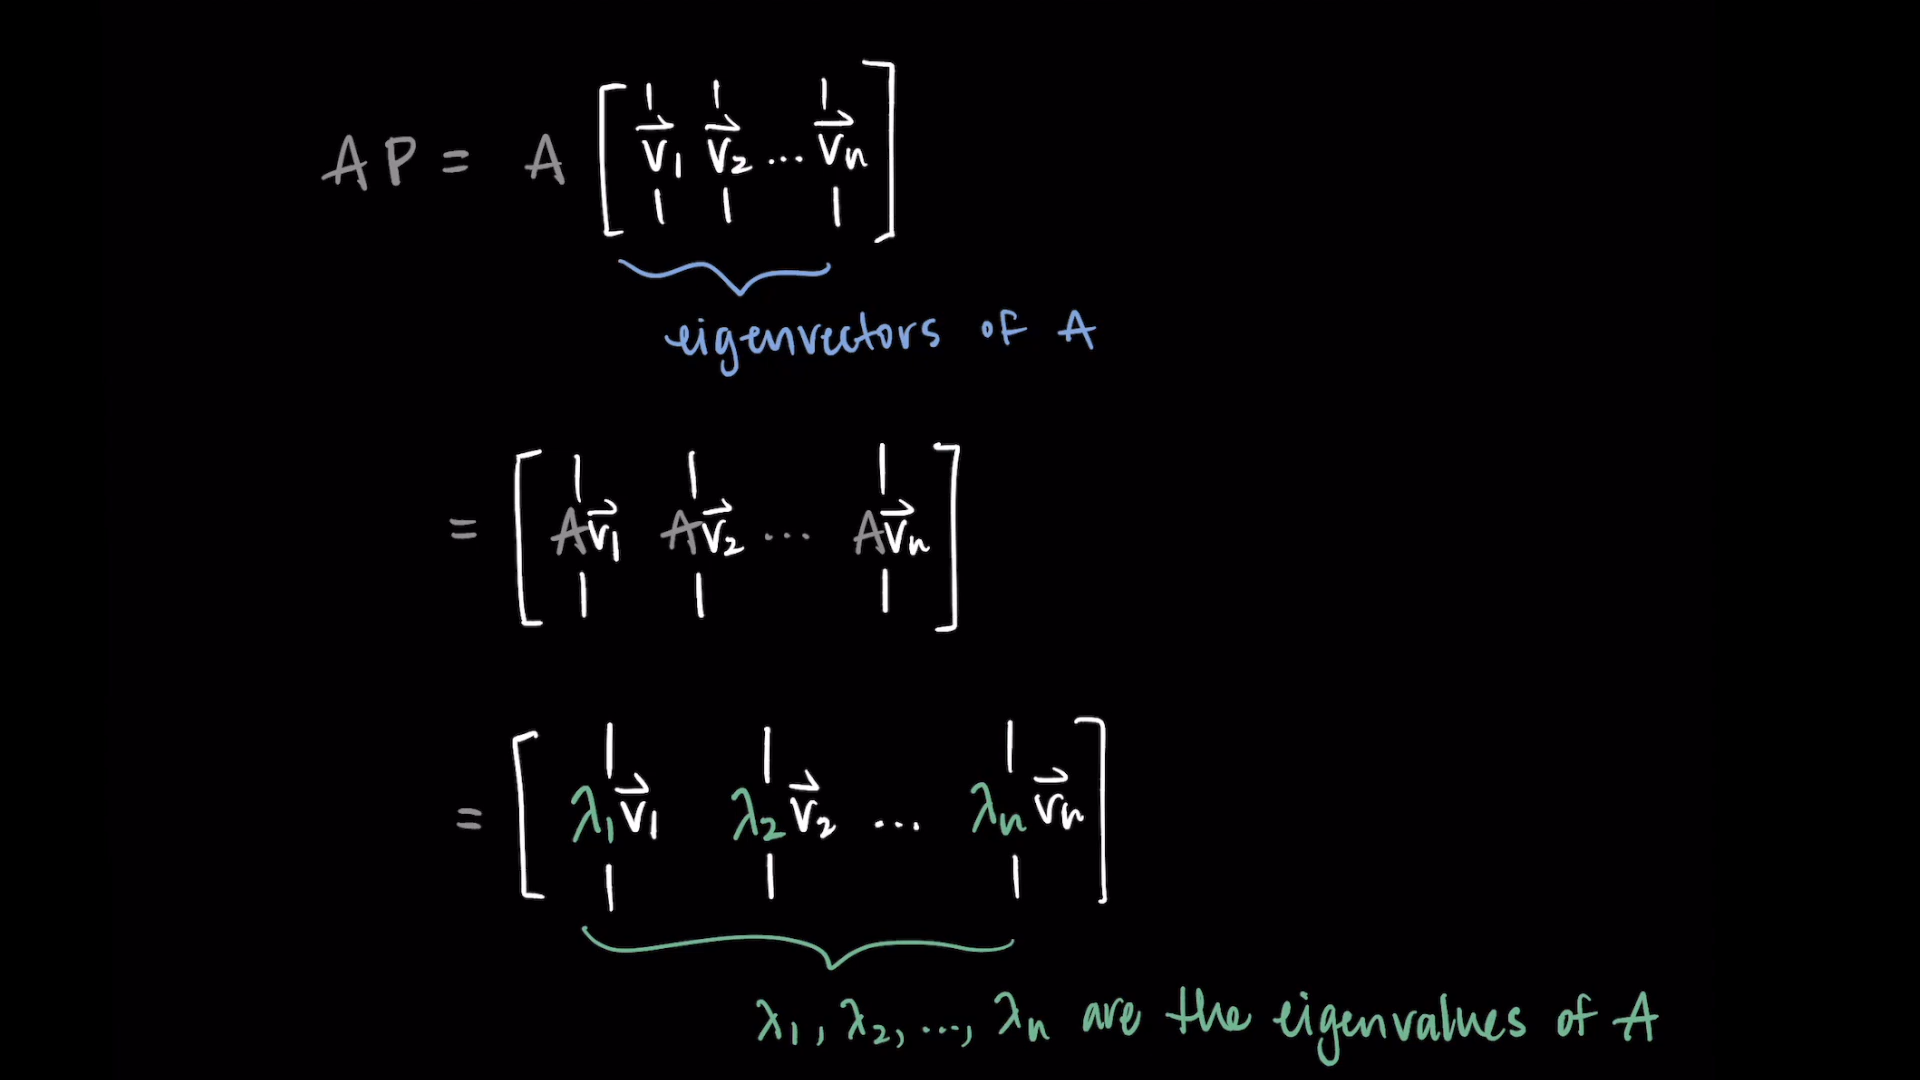 AP = A [ v⃗₁ v⃗₂ ... v⃗ₙ ]
eigenvectors of A
= [ Av⃗₁ Av⃗₂ ... Av⃗ₙ ]
= [ λ₁v⃗₁ λ₂v⃗₂ ... λₙv⃗ₙ ]
λ₁, λ₂, ..., λₙ are the eigenvalues of A